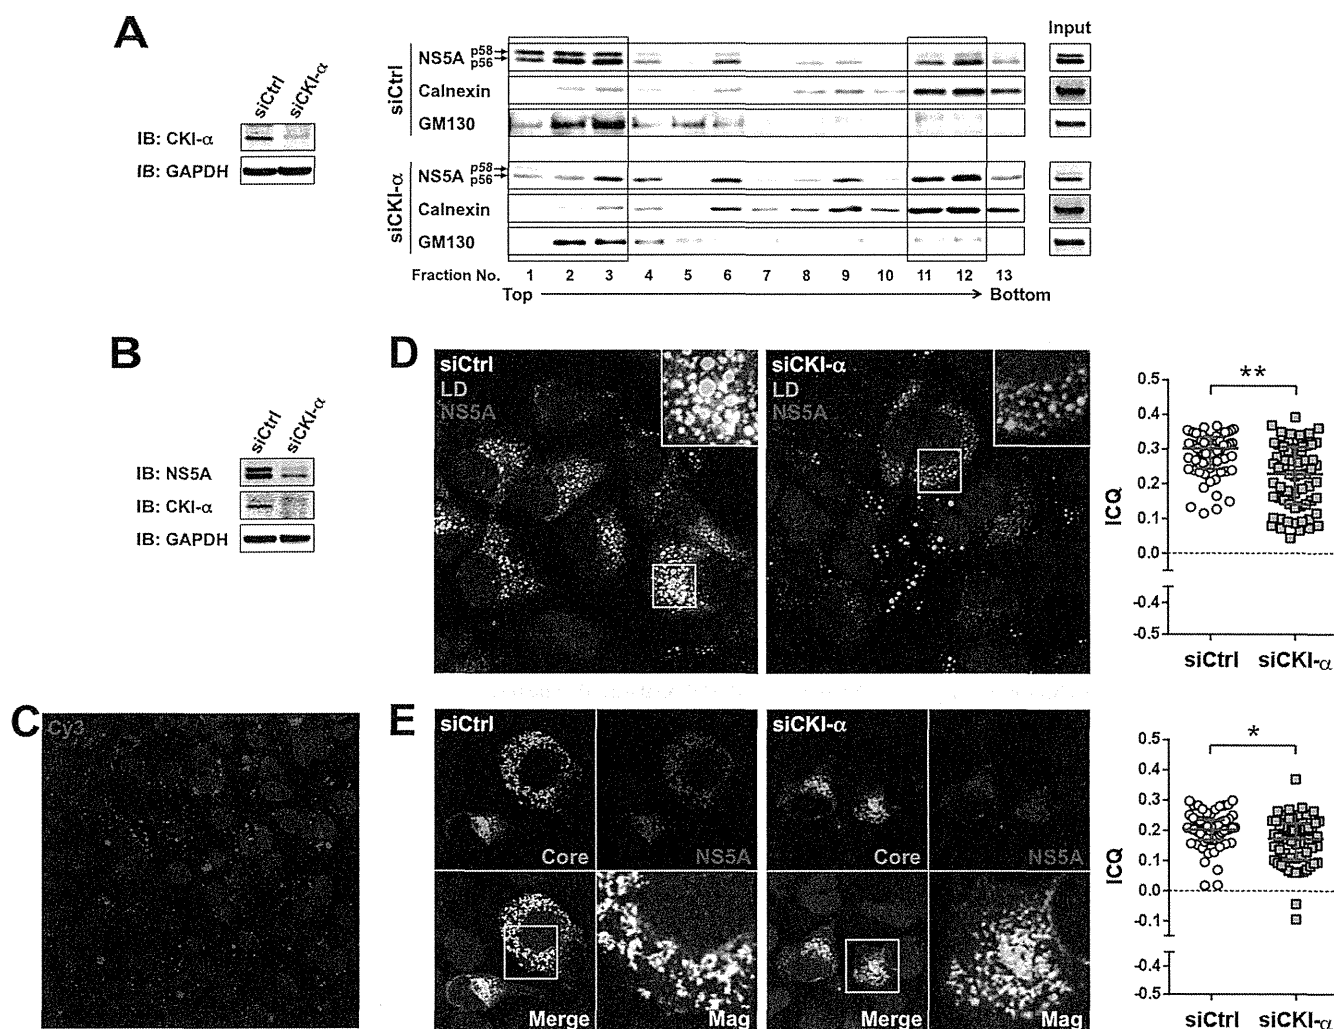 A
siCtrl siCKI-α
IB: CKI-α
IB: GAPDH
Input
siCtrl
NS5A p58 p56
Calnexin
GM130
siCKI-α
NS5A p58 p56
Calnexin
GM130
Fraction No. 1 2 3 4 5 6 7 8 9 10 11 12 13
Top Bottom
B
siCtrl siCKI-α
IB: NS5A
IB: CKI-α
IB: GAPDH
C
Cy3
D
siCtrl
LD
NS5A
siCKI-α
LD
NS5A
**
ICQ
0.5
0.4
0.3
0.2
0.1
0.0
-0.4
-0.5
siCtrl siCKI-α
E
siCtrl
Core
NS5A
Merge
Mag
siCKI-α
Core
NS5A
Merge
Mag
*
ICQ
0.5
0.4
0.3
0.2
0.1
0.0
-0.1
-0.4
-0.5
siCtrl siCKI-α